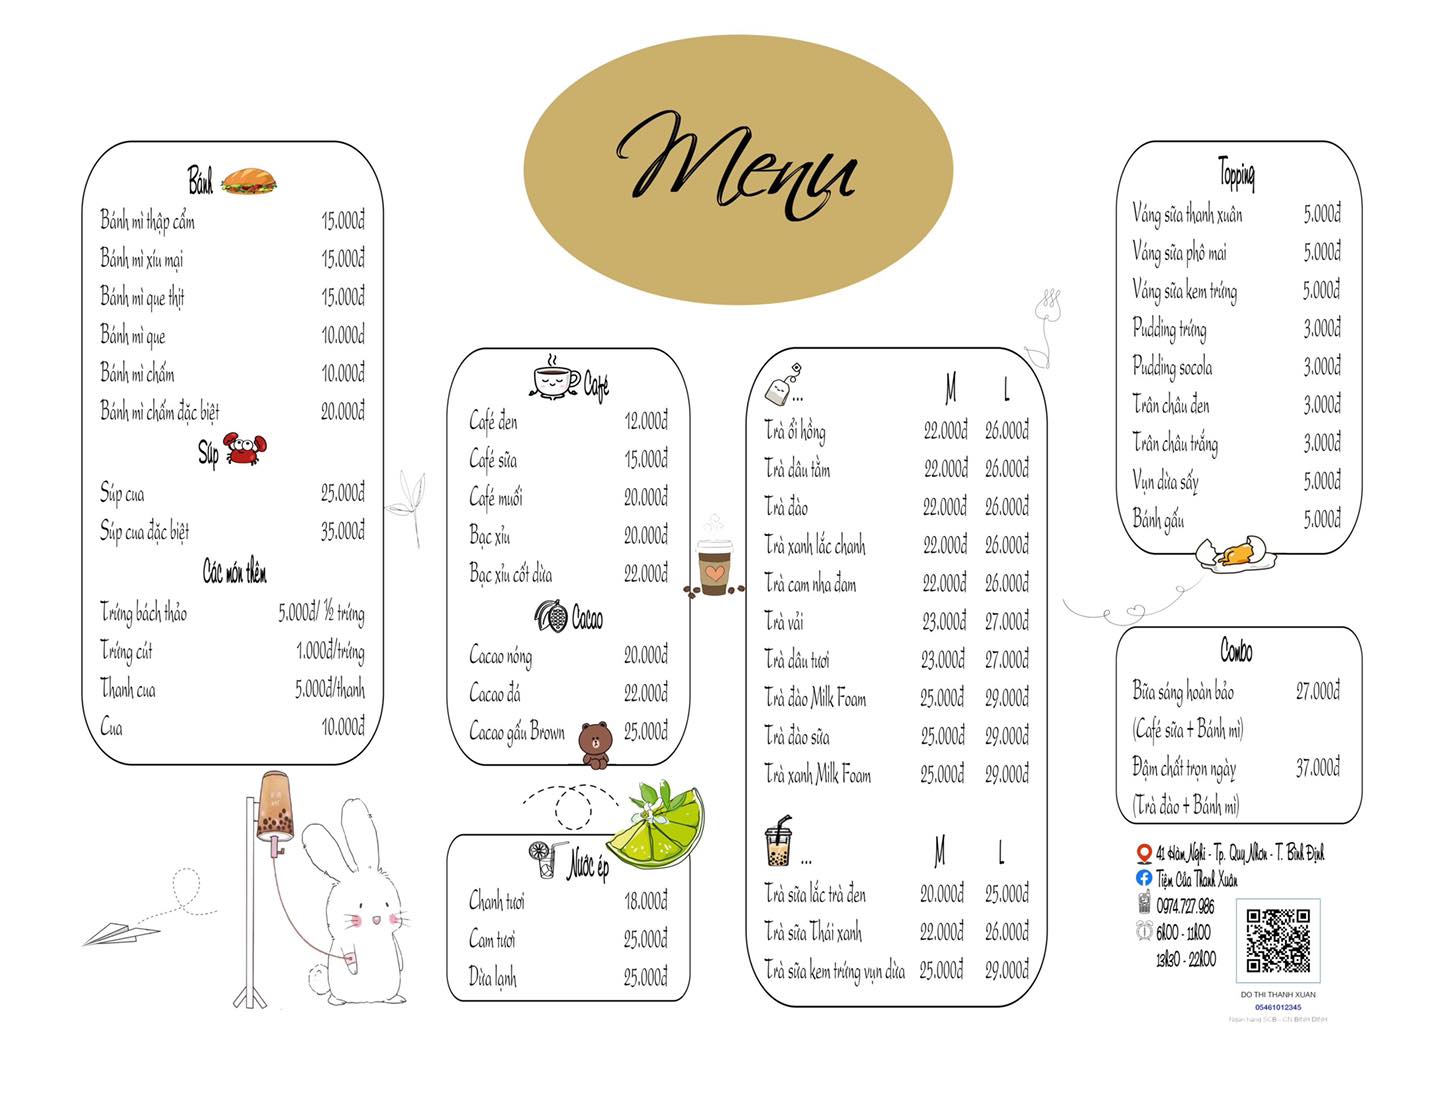 Menu
Bánh
Bánh mì thập cẩm 15.000đ
Bánh mì xíu mại 15.000đ
Bánh mì que thịt 15.000đ
Bánh mì que 10.000đ
Bánh mì chấm 10.000đ
Bánh mì chấm đặc biệt 20.000đ
Súp
Súp cua 25.000đ
Súp cua đặc biệt 35.000đ
Các món thêm
Trứng bách thảo 5.000đ/ ½ trứng
Trứng cút 1.000đ/trứng
Thanh cua 5.000đ/thanh
Cua 10.000đ
Café
Café đen 12.000đ
Café sữa 15.000đ
Café muối 20.000đ
Bạc xỉu 20.000đ
Bạc xỉu cốt dừa 22.000đ
Cacao
Cacao nóng 20.000đ
Cacao đá 22.000đ
Cacao gấu Brown 25.000đ
Nước ép
Chanh tươi 18.000đ
Cam tươi 25.000đ
Dừa lạnh 25.000đ
... M L
Trà ổi hồng 22.000đ 26.000đ
Trà dâu tằm 22.000đ 26.000đ
Trà đào 22.000đ 26.000đ
Trà xanh lắc chanh 22.000đ 26.000đ
Trà cam nha đam 22.000đ 26.000đ
Trà vải 23.000đ 27.000đ
Trà dâu tươi 23.000đ 27.000đ
Trà đào Milk Foam 25.000đ 29.000đ
Trà đào sữa 25.000đ 29.000đ
Trà xanh Milk Foam 25.000đ 29.000đ
... M L
Trà sữa lắc trà đen 20.000đ 25.000đ
Trà sữa Thái xanh 22.000đ 26.000đ
Trà sữa kem trứng vụn dừa 25.000đ 29.000đ
Topping
Váng sữa thanh xuân 5.000đ
Váng sữa phô mai 5.000đ
Váng sữa kem trứng 5.000đ
Pudding trứng 3.000đ
Pudding socola 3.000đ
Trân châu đen 3.000đ
Trân châu trắng 3.000đ
Vụn dừa sấy 5.000đ
Bánh gấu 5.000đ
Combo
Bữa sáng hoàn bảo 27.000đ
(Café sữa + Bánh mì)
Đậm chất trọn ngày 37.000đ
(Trà đào + Bánh mì)
41 Hàm Nghi - Tp. Quy Nhơn - T. Bình Định
Tiệm Của Thanh Xuân
0974.727.986
6h00 - 11h00
13h30 - 22h00
DO THI THANH XUAN
05461012345
Ngân hàng SCB - CN BÌNH ĐỊNH